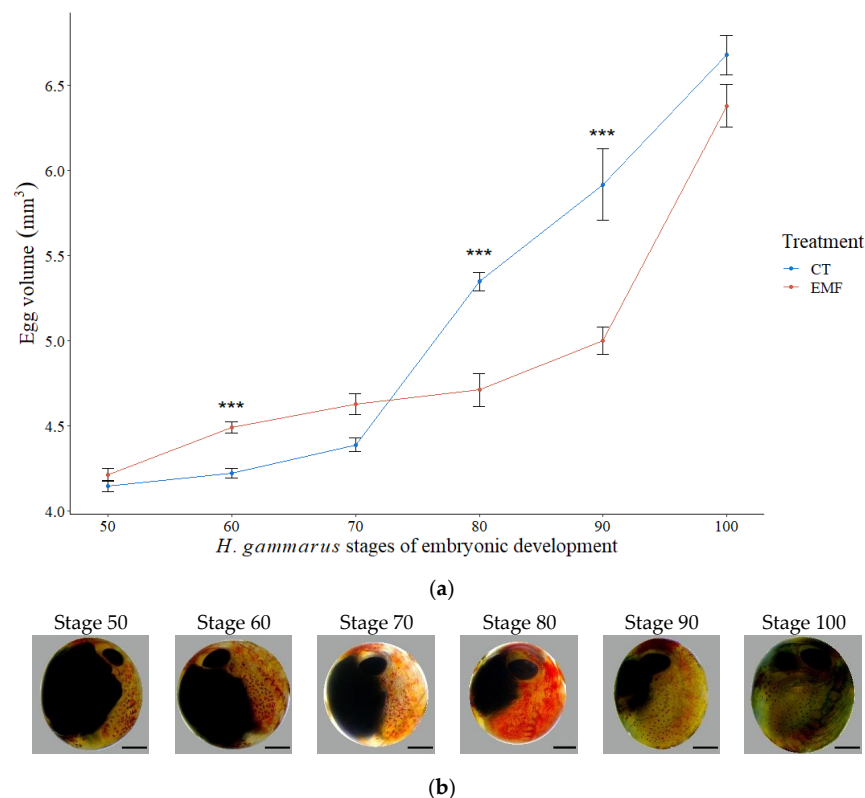 6.5
6.0
5.5
5.0
4.5
4.0
Egg volume (mm³)
***
***
***
50 60 70 80 90 100
H. gammarus stages of embryonic development
Treatment
CT
EMF
(a)
Stage 50 Stage 60 Stage 70 Stage 80 Stage 90 Stage 100
(b)